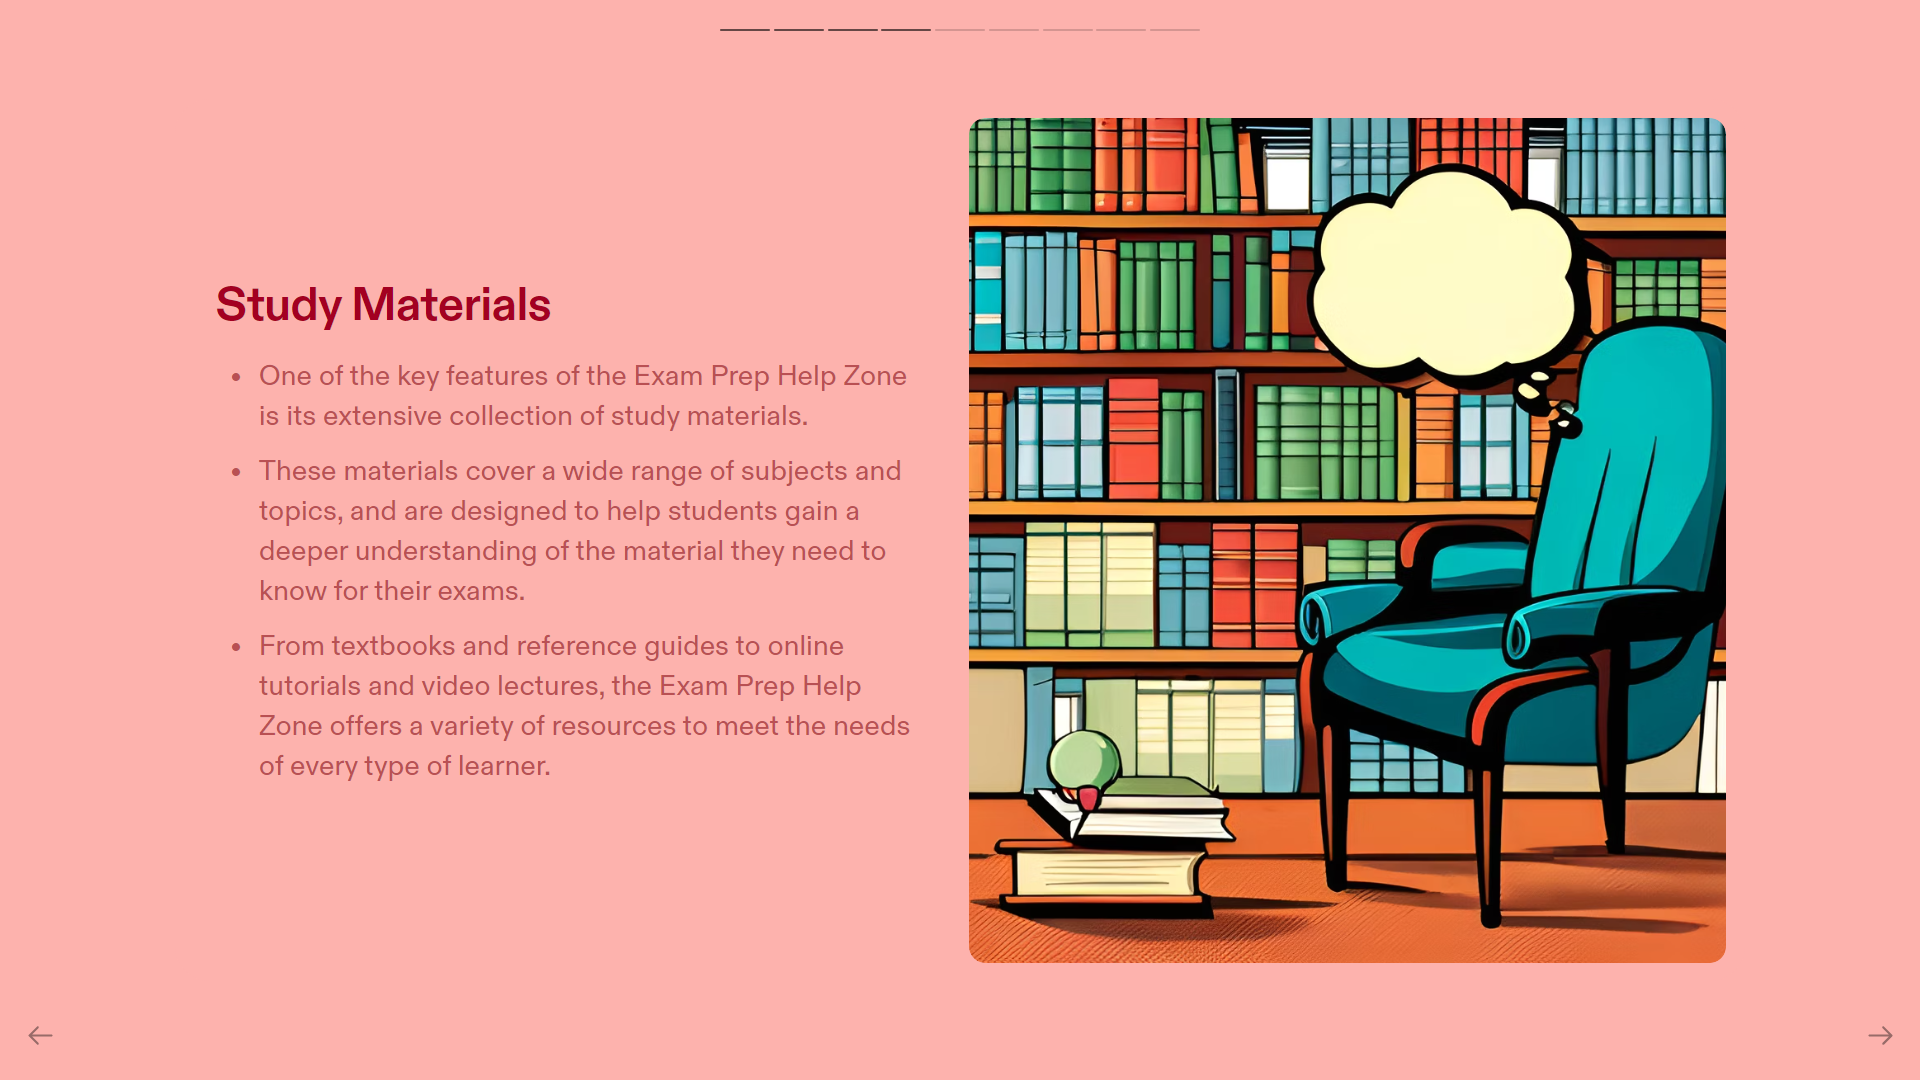 Study Materials
• One of the key features of the Exam Prep Help Zone
is its extensive collection of study materials.
• These materials cover a wide range of subjects and
topics, and are designed to help students gain a
deeper understanding of the material they need to
know for their exams.
• From textbooks and reference guides to online
tutorials and video lectures, the Exam Prep Help
Zone offers a variety of resources to meet the needs
of every type of learner.